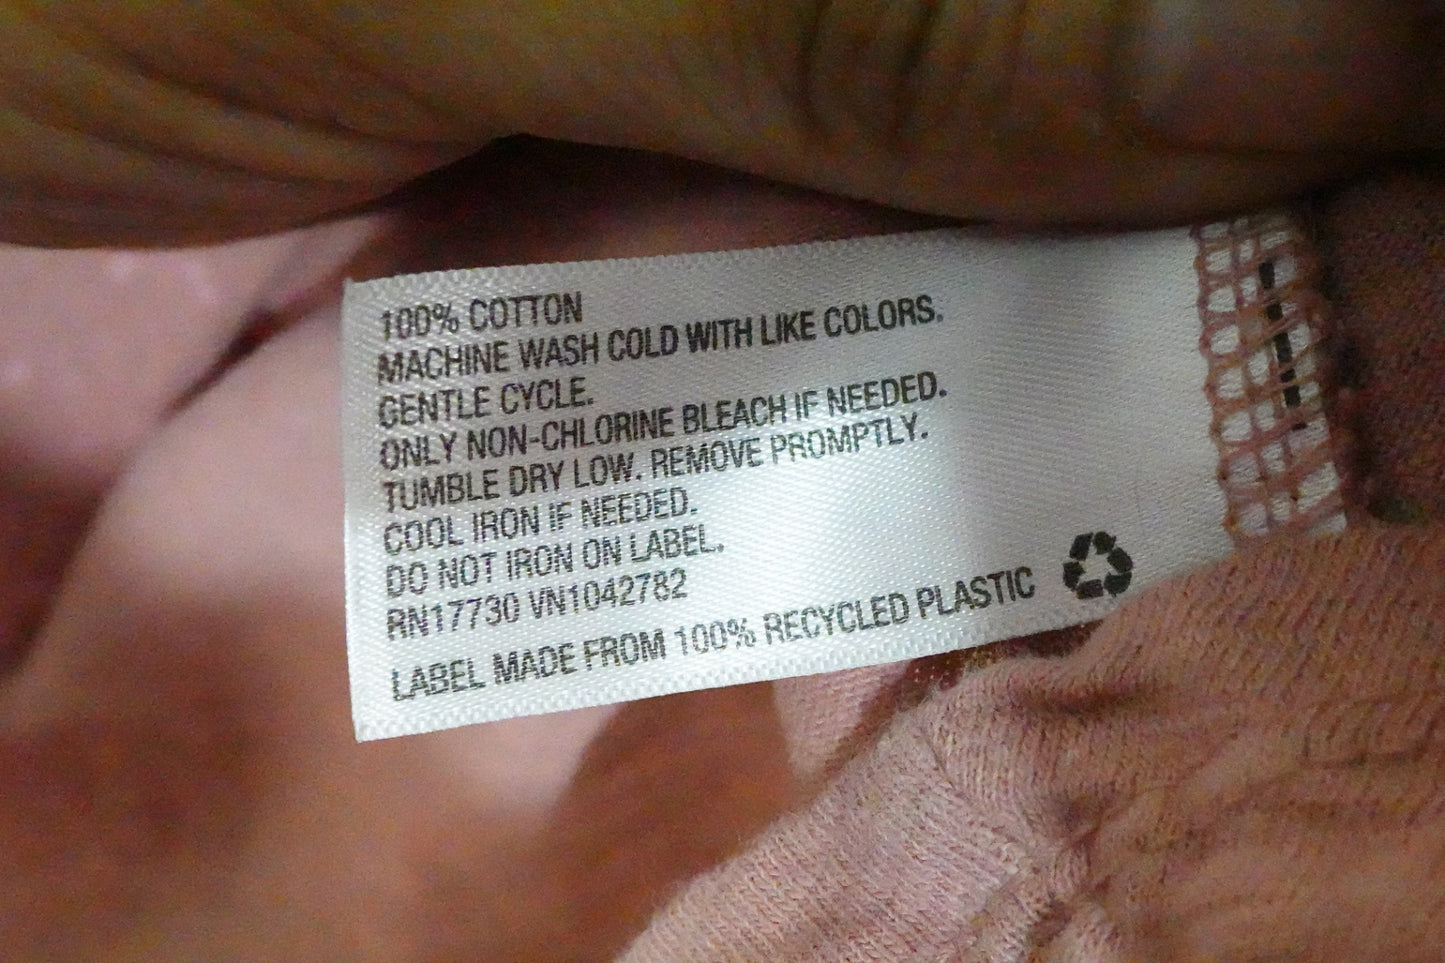 100% COTTON
MACHINE WASH COLD WITH LIKE COLORS.
GENTLE CYCLE.
ONLY NON-CHLORINE BLEACH IF NEEDED.
TUMBLE DRY LOW. REMOVE PROMPTLY.
COOL IRON IF NEEDED.
DO NOT IRON ON LABEL.
RN17730 VN1042782
LABEL MADE FROM 100% RECYCLED PLASTIC